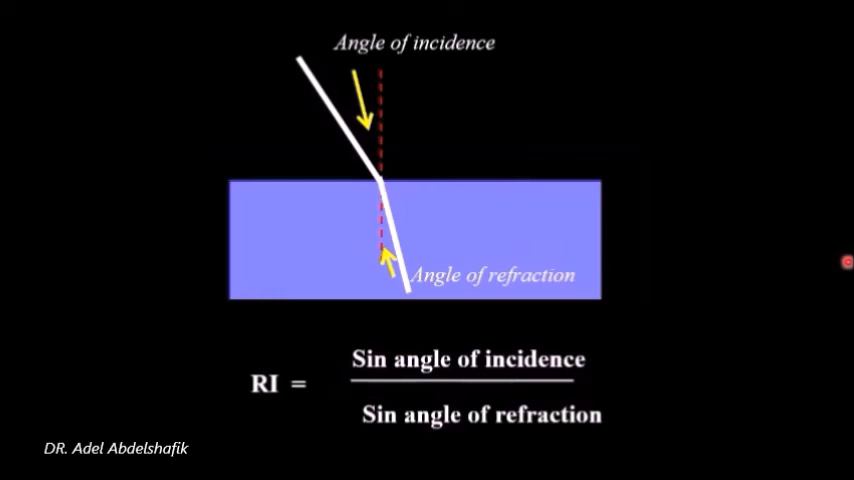 Angle of incidence
Angle of refraction
Sin angle of incidence
RI =
Sin angle of refraction
DR. Adel Abdelshafik